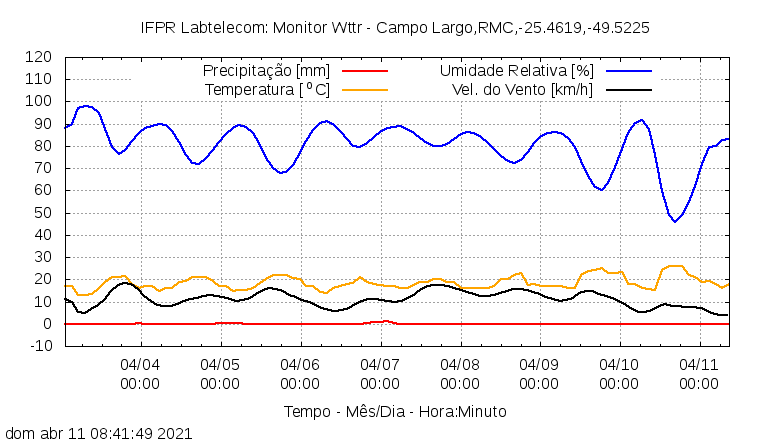 IFPR Labtelecom: Monitor Wttr - Campo Largo,RMC,-25.4619,-49.5225
Precipitação [mm]
Umidade Relativa [%]
Temperatura [⁰C]
Vel. do Vento [km/h]
120
110
100
90
80
70
60
50
40
30
20
10
0
-10
04/04 04/05 04/06 04/07 04/08 04/09 04/10 04/11
00:00 00:00 00:00 00:00 00:00 00:00 00:00 00:00
Tempo - Mês/Dia - Hora:Minuto
dom abr 11 08:41:49 2021